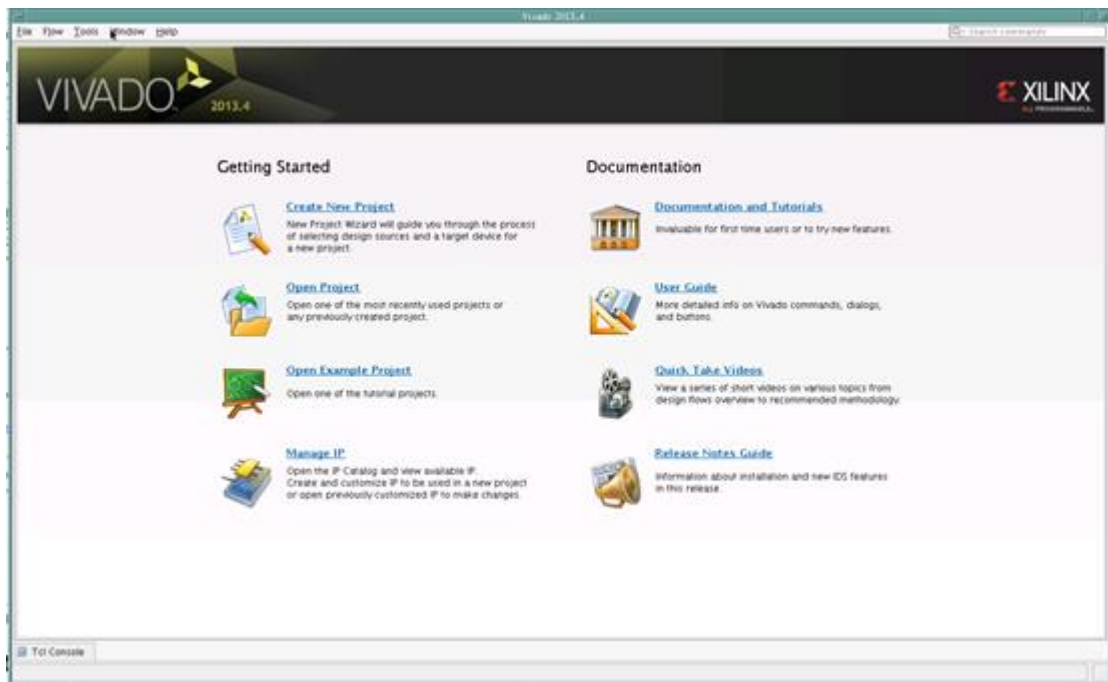 Vivado 2013.4
File Flow Tools Window Help
Search commands
VIVADO 2013.4
XILINX
ALL PROGRAMMABLE
Getting Started
Create New Project
New Project Wizard will guide you through the process
of selecting design sources and a target device for
a new project.
Open Project
Open one of the most recently used projects or
any previously created project.
Open Example Project
Open one of the tutorial projects.
Manage IP
Open the IP Catalog and view available IP.
Create and customize IP to be used in a new project
or open previously customized IP to make changes.
Documentation
Documentation and Tutorials
Invaluable for first time users or to try new features.
User Guide
More detailed info on Vivado commands, dialogs,
and buttons.
Quick Take Videos
View a series of short videos on various topics from
design flows overview to recommended methodology.
Release Notes Guide
Information about installation and new IDS features
in this release.
Tcl Console